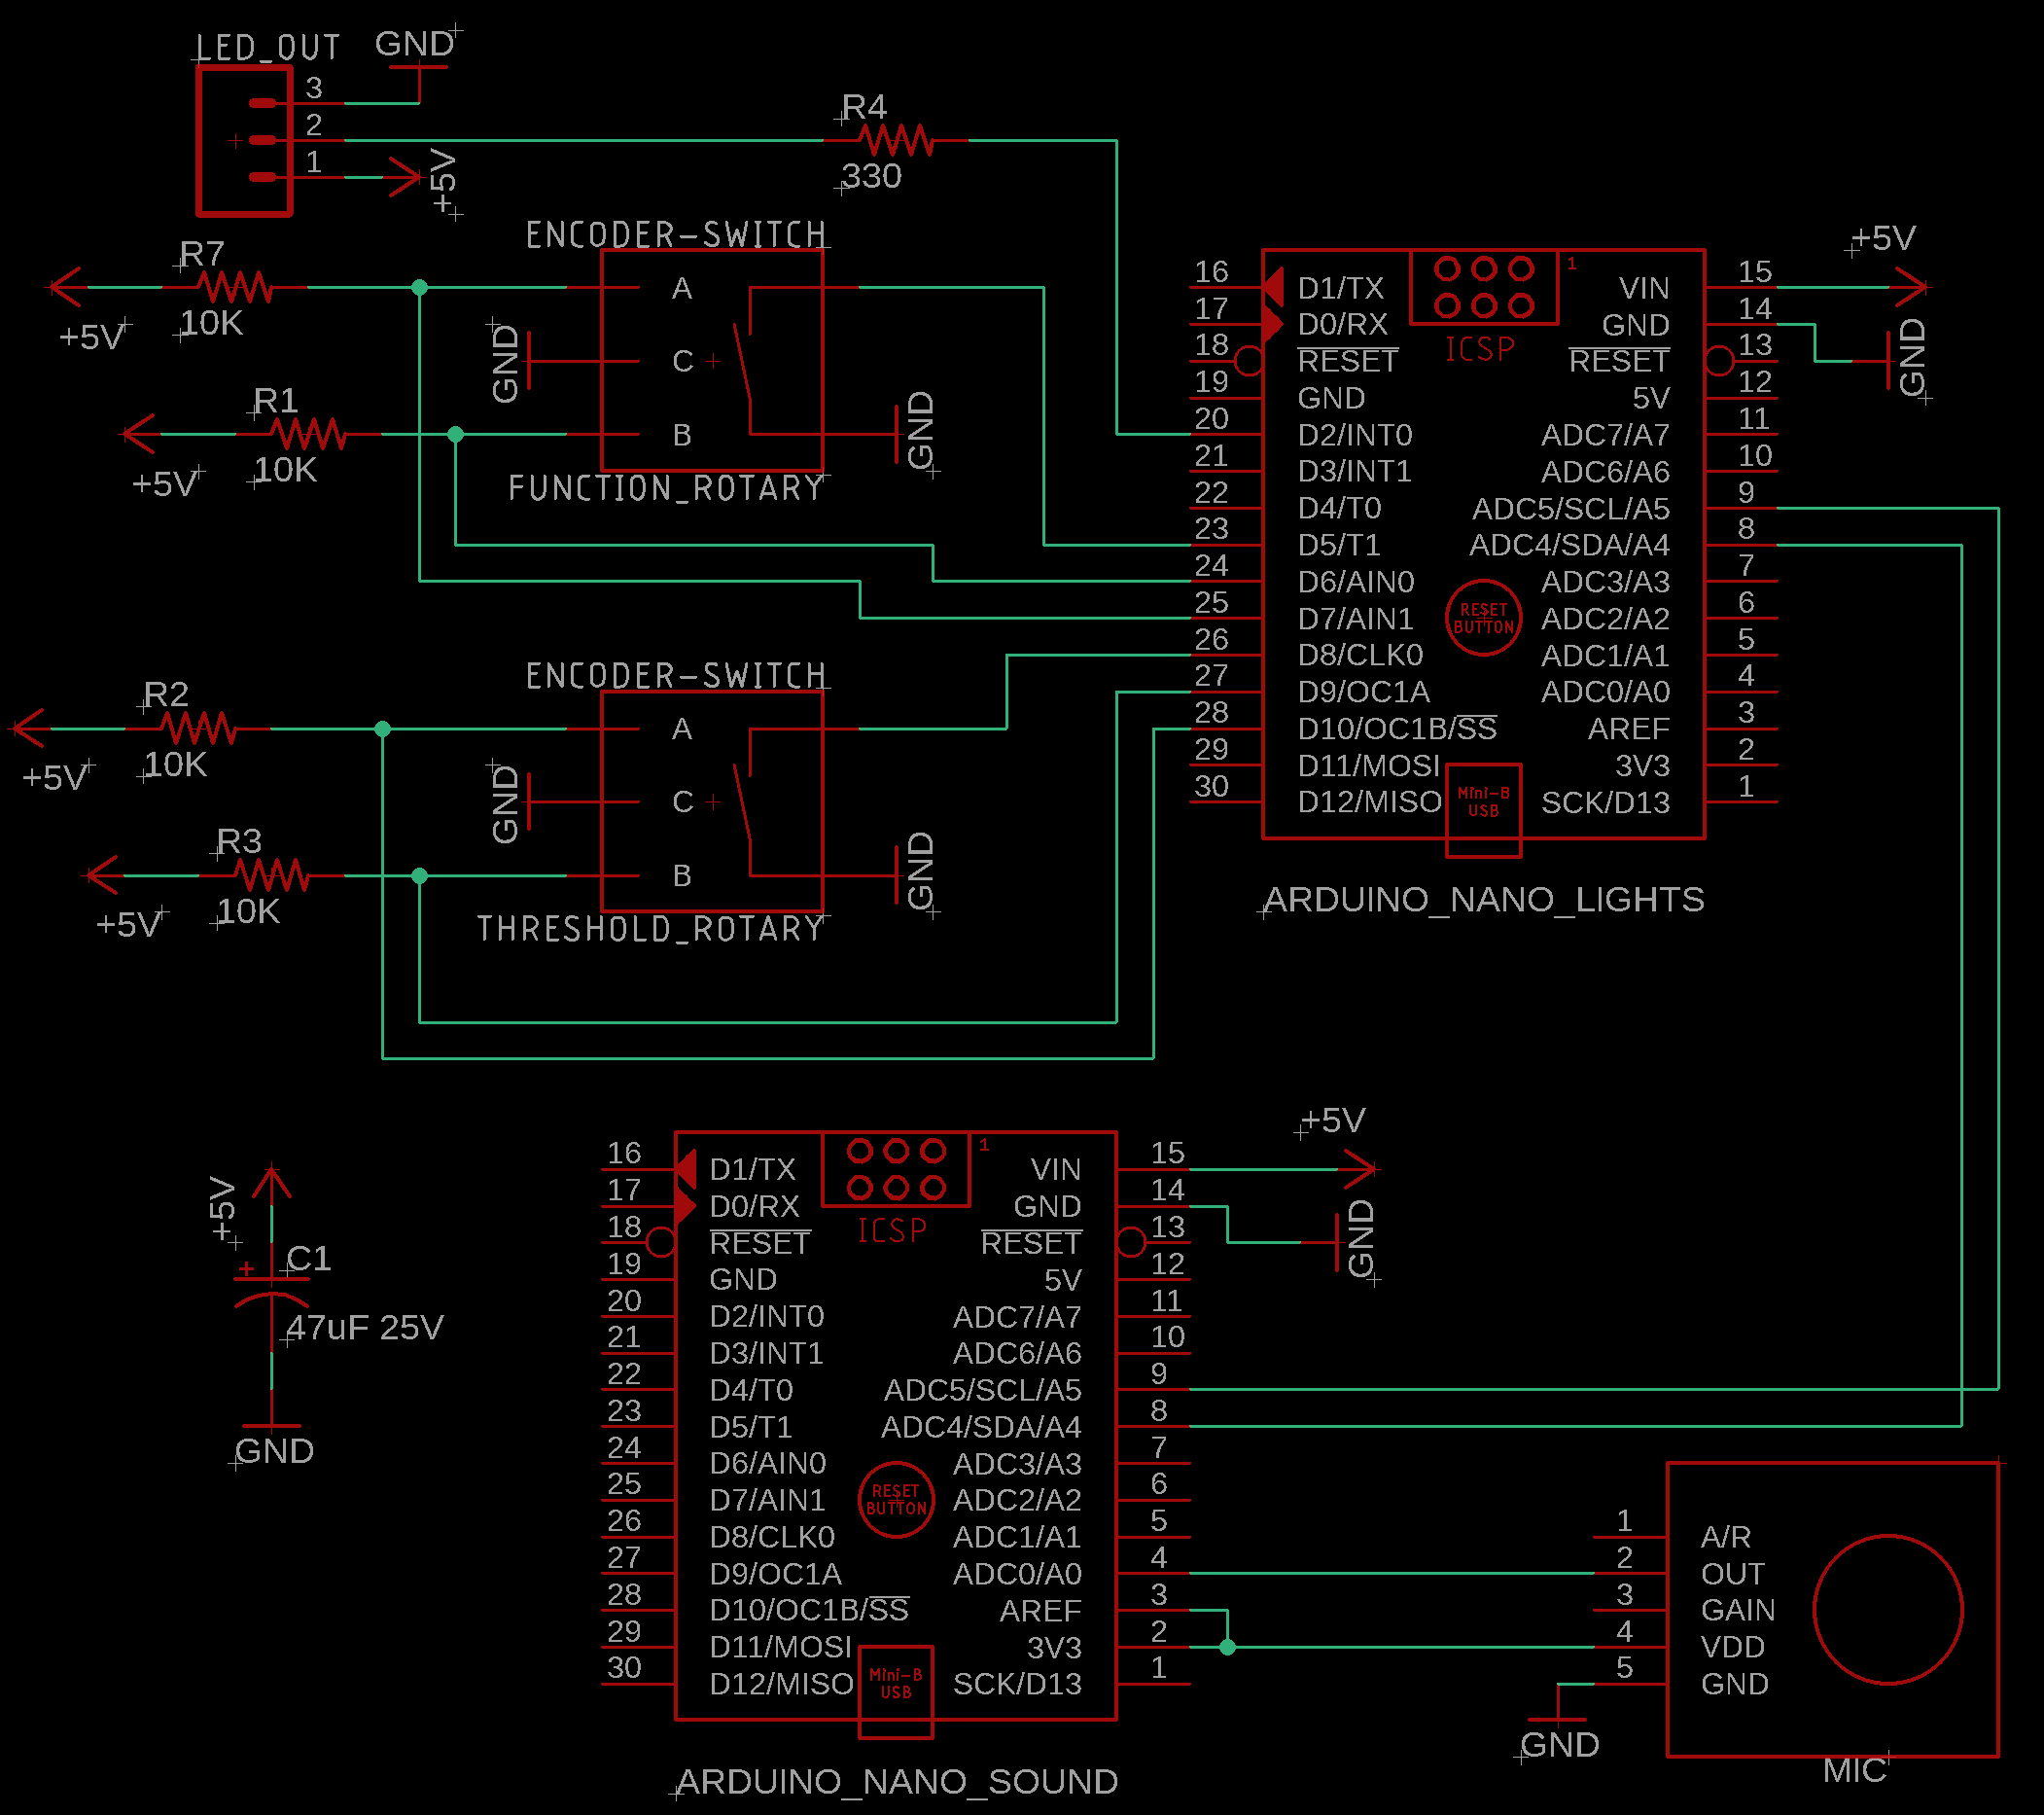 LED_OUT
GND
3
2
1
+5V
R4
330
R7
10K
+5V
R1
10K
+5V
ENCODER-SWITCH
A
C
B
GND
GND
FUNCTION_ROTARY
R2
10K
+5V
R3
10K
+5V
ENCODER-SWITCH
A
C
B
GND
GND
THRESHOLD_ROTARY
16 D1/TX VIN 15
17 D0/RX GND 14
18 RESET RESET 13
19 GND 5V 12
20 D2/INT0 ADC7/A7 11
21 D3/INT1 ADC6/A6 10
22 D4/T0 ADC5/SCL/A5 9
23 D5/T1 ADC4/SDA/A4 8
24 D6/AIN0 ADC3/A3 7
25 D7/AIN1 ADC2/A2 6
26 D8/CLK0 ADC1/A1 5
27 D9/OC1A ADC0/A0 4
28 D10/OC1B/SS AREF 3
29 D11/MOSI 3V3 2
30 D12/MISO SCK/D13 1
1
ICSP
RESET
BUTTON
Mini-B
USB
+5V
GND
ARDUINO_NANO_LIGHTS
+5V
C1
47uF 25V
GND
16 D1/TX VIN 15
17 D0/RX GND 14
18 RESET RESET 13
19 GND 5V 12
20 D2/INT0 ADC7/A7 11
21 D3/INT1 ADC6/A6 10
22 D4/T0 ADC5/SCL/A5 9
23 D5/T1 ADC4/SDA/A4 8
24 D6/AIN0 ADC3/A3 7
25 D7/AIN1 ADC2/A2 6
26 D8/CLK0 ADC1/A1 5
27 D9/OC1A ADC0/A0 4
28 D10/OC1B/SS AREF 3
29 D11/MOSI 3V3 2
30 D12/MISO SCK/D13 1
1
ICSP
RESET
BUTTON
Mini-B
USB
+5V
GND
ARDUINO_NANO_SOUND
1 A/R
2 OUT
3 GAIN
4 VDD
5 GND
GND
MIC